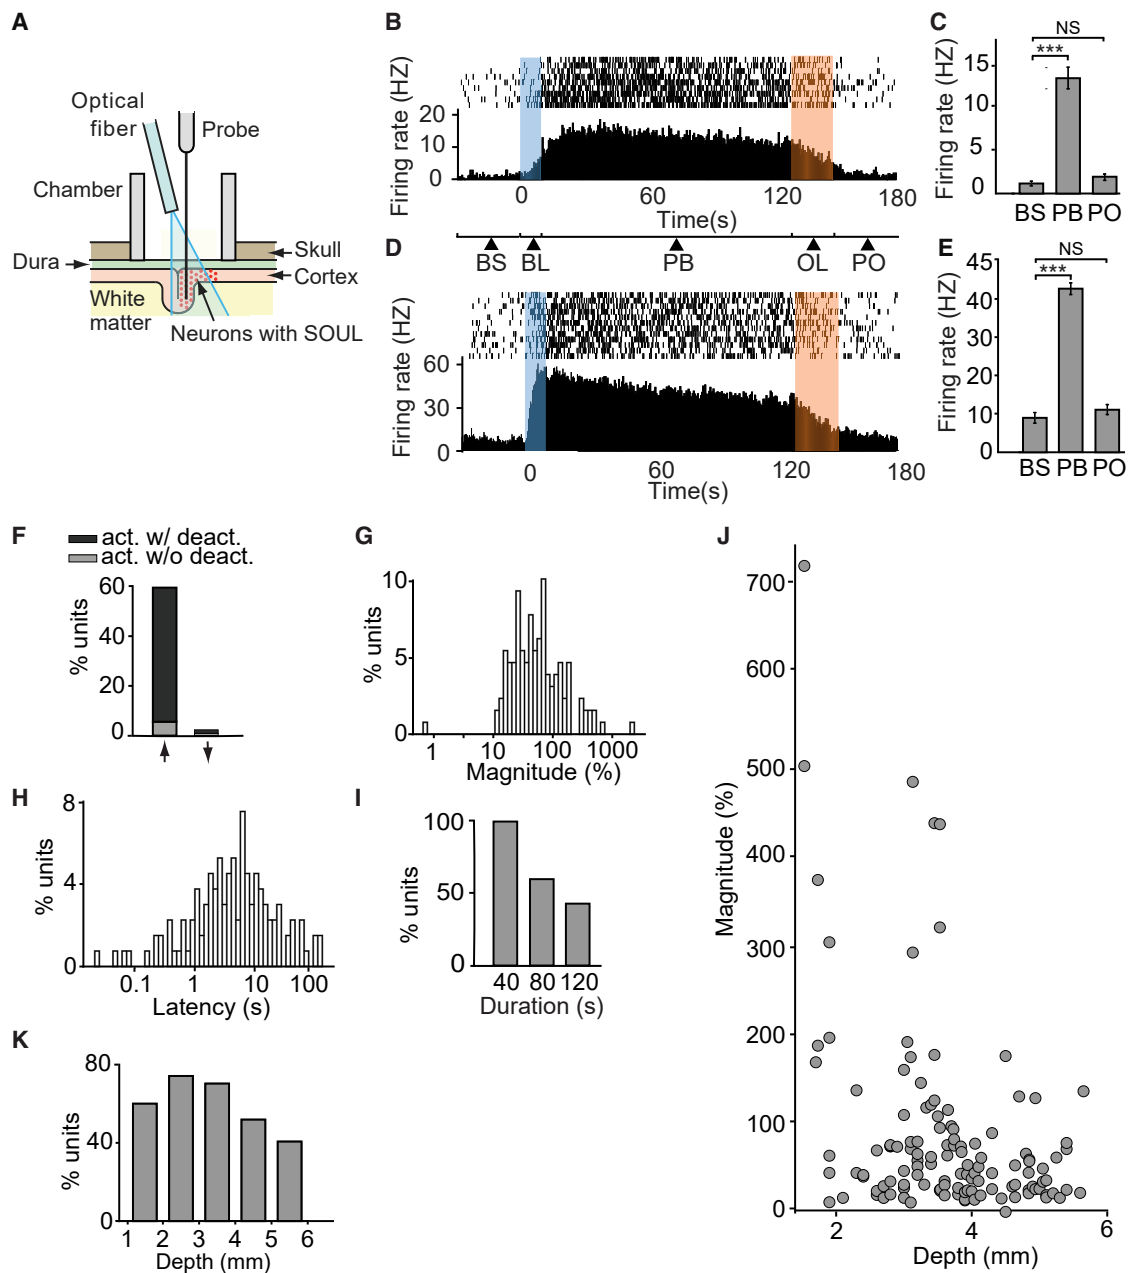 A
Optical
fiber
Probe
Chamber
Skull
Dura
Cortex
White
matter
Neurons with SOUL
B
Firing rate (HZ)
20
10
0
0
60
120
180
Time(s)
C
Firing rate (HZ)
15
10
5
0
NS
***
BS PB PO
BS
BL
PB
OL
PO
D
Firing rate (HZ)
60
30
0
0
60
120
180
Time(s)
E
Firing rate (HZ)
45
40
30
20
10
0
NS
***
BS PB PO
F
act. w/ deact.
act. w/o deact.
% units
60
40
20
0
G
% units
10
5
0
1
10
100
1000
Magnitude (%)
H
% units
8
4
0
0.1
1
10
100
Latency (s)
I
% units
100
50
0
40 80 120
Duration (s)
J
Magnitude (%)
700
600
500
400
300
200
100
0
2
4
6
Depth (mm)
K
% units
80
40
0
1 2 3 4 5 6
Depth (mm)